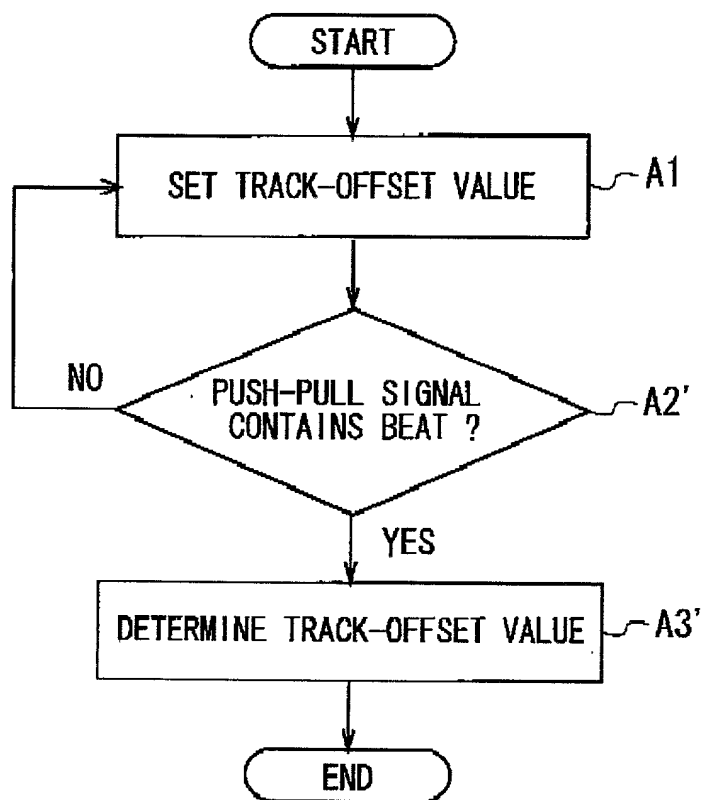 START
SET TRACK-OFFSET VALUE
A1
NO
PUSH-PULL SIGNAL
CONTAINS BEAT ?
A2'
YES
DETERMINE TRACK-OFFSET VALUE
A3'
END